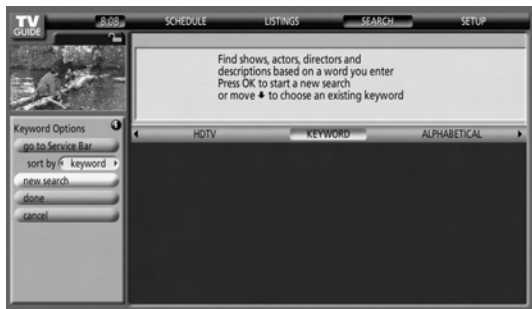 TV GUIDE 8:08 SCHEDULE LISTINGS SEARCH SETUP
Find shows, actors, directors and
descriptions based on a word you enter
Press OK to start a new search
or move ⬇ to choose an existing keyword
HDTV KEYWORD ALPHABETICAL
Keyword Options
go to Service Bar
sort by keyword
new search
done
cancel